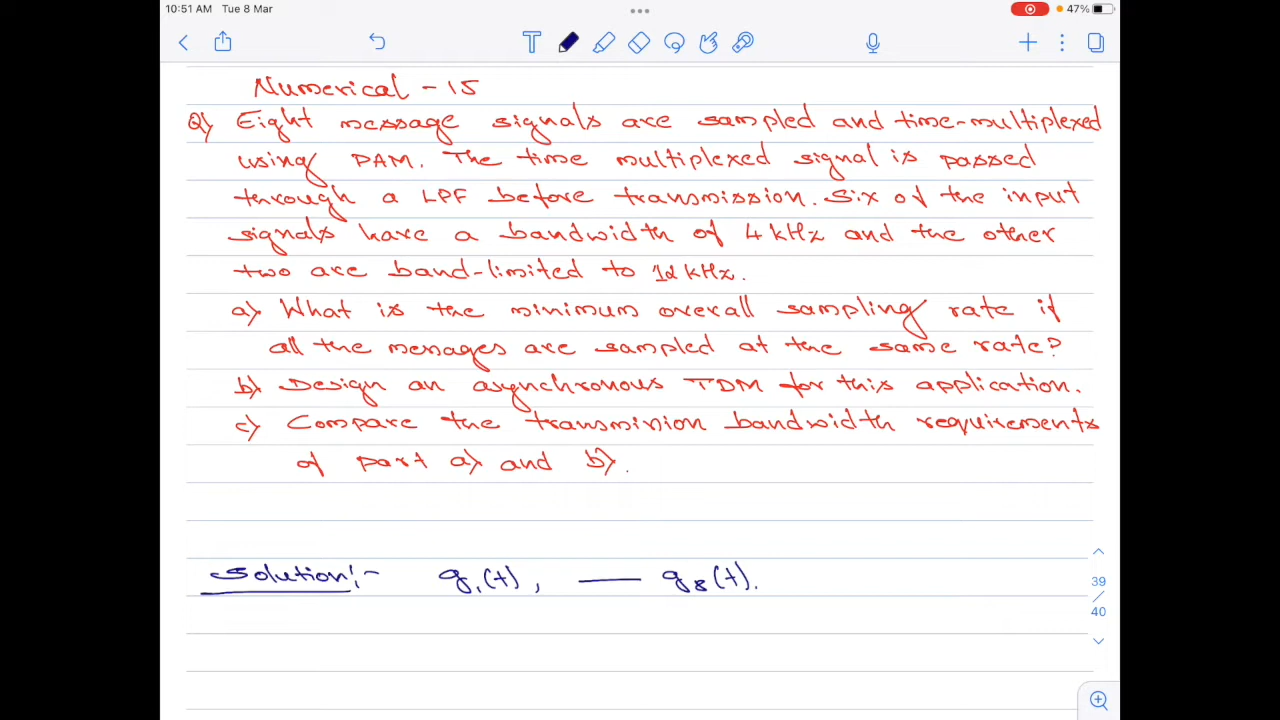 10:51 AM Tue 8 Mar
47%
T
Numerical - 15
Q) Eight message signals are sampled and time-multiplexed
using PAM. The time multiplexed signal is passed
through a LPF before transmission. Six of the input
signals have a bandwidth of 4 kHz and the other
two are band-limited to 12 kHz.
a) What is the minimum overall sampling rate if
all the messages are sampled at the same rate?
b) Design an asynchronous TDM for this application.
c) Compare the transmission bandwidth requirements
of part a) and b).
Solution:- g₁(t), — g₈(t).
39
40